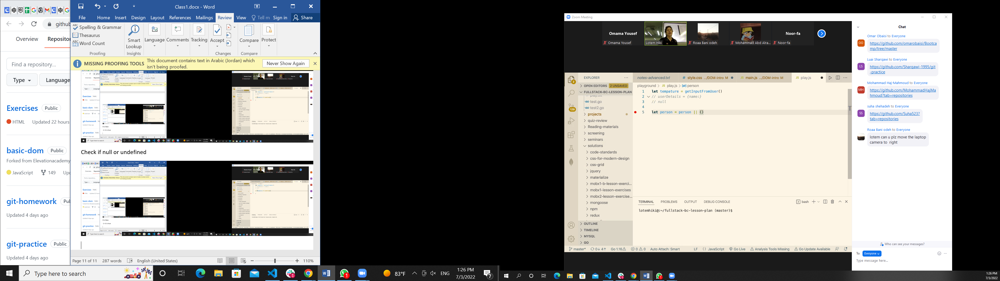 Class1.docx - Word
File Home Insert Design Layout References Mailings Review View Tell m Sign in Share
Spelling & Grammar
Thesaurus
Word Count
Proofing
Smart
Lookup
Insights
Language
Comments
Tracking
Accept
Changes
Compare
Compare
Protect
MISSING PROOFING TOOLS This document contains text in Arabic (Jordan) which
isn't being proofed.
Never Show Again
github
Overview Repositor
Find a repository...
Type Language
Exercises Public
HTML Updated 22 hours
basic-dom Public
Forked from Elevationacademy
JavaScript 149
git-homework
Updated 4 days ago
git-practice Public
Updated 4 days ago
Check if null or undefined
Page 11 of 11 287 words English (United States) 110%
Type here to search
83°F ENG 1:26 PM
7/3/2022
7
Zoom Meeting
Omama Yousef
Omama Yousef
Lotem Hiki
Roaa Bani odeh
Mohammad Abd Alra...
Noor-fa
Noor-fa
EXPLORER
OPEN EDITORS 2 UNSAVED
FULLSTACK-BC-LESSON-PLAN
play.txt
test.go
test2.go
projects
quiz-review
Reading-materials
screening
seminars
solutions
code-standards
css-for-modern-design
css-grid
jquery
materialize
mobx1-b-lesson-exerci...
mobx1-lesson-exercises
mobx2-lesson-exercise...
mongoose
npm
redux
OUTLINE
TIMELINE
MYSQL
GO
notes-advanced.txt # style.css .../DOM-intro M JS main.js .../DOM-intro M JS play.js
playground > JS play.js > person
1 let tempature = getInputFromUser()
2 // userDetails = {name:}
3 // null
4
5 let person = person || {}
TERMINAL PROBLEMS OUTPUT DEBUG CONSOLE bash
lotemhiki@:~/fullstack-bc-lesson-plan (master)$
master* 0↓ 4↑ Go 1.16 0 0 Auto Attach: Smart LF {} JavaScript Go Live Analysis Tools Missing Go Update Available
Chat
Omar Obaisi to Everyone
OO
https://github.com/omarobaisi/Bootca
mp/tree/master
Luai Sharqawi to Everyone
LS
https://github.com/Sharqawi-1995/git
-practice
Mohammad Haj-Mahmoud to Everyone
MH
https://github.com/MohammadHajMa
hmoud?tab=repositories
suha shehadeh to Everyone
SS
https://github.com/Suha523?
tab=repositories
Roaa Bani odeh to Everyone
lotem can u plz move the laptop
camera to right
Who can see your messages?
To: Everyone
Type message here...
1:26 PM
7/3/2022